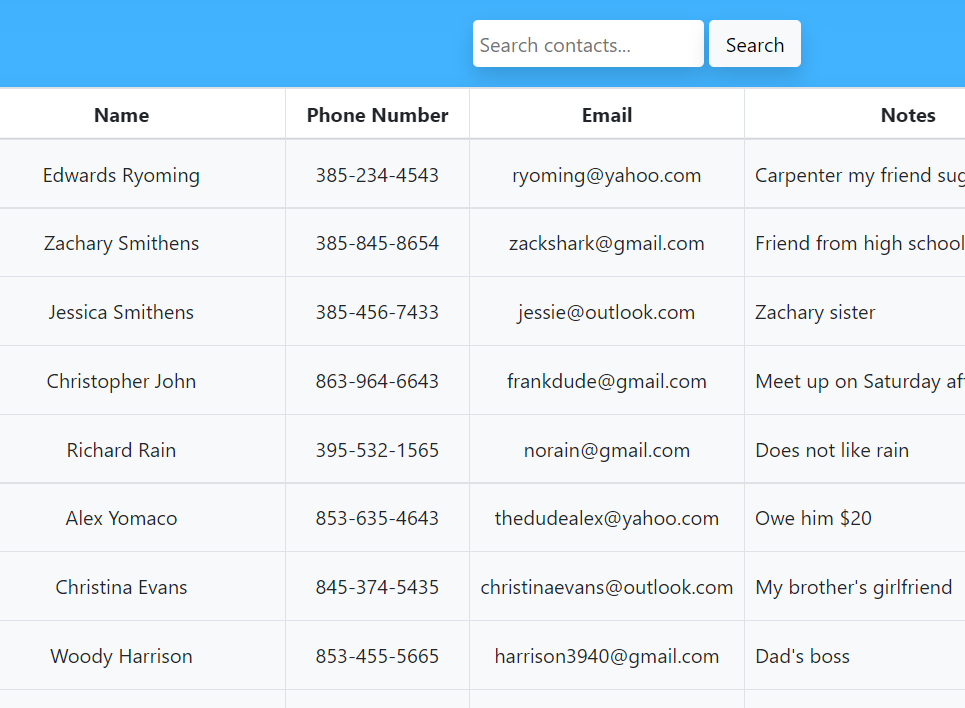 Search contacts... Search
Name Phone Number Email Notes
Edwards Ryoming 385-234-4543 ryoming@yahoo.com Carpenter my friend sug
Zachary Smithens 385-845-8654 zackshark@gmail.com Friend from high school
Jessica Smithens 385-456-7433 jessie@outlook.com Zachary sister
Christopher John 863-964-6643 frankdude@gmail.com Meet up on Saturday af
Richard Rain 395-532-1565 norain@gmail.com Does not like rain
Alex Yomaco 853-635-4643 thedudealex@yahoo.com Owe him $20
Christina Evans 845-374-5435 christinaevans@outlook.com My brother's girlfriend
Woody Harrison 853-455-5665 harrison3940@gmail.com Dad's boss